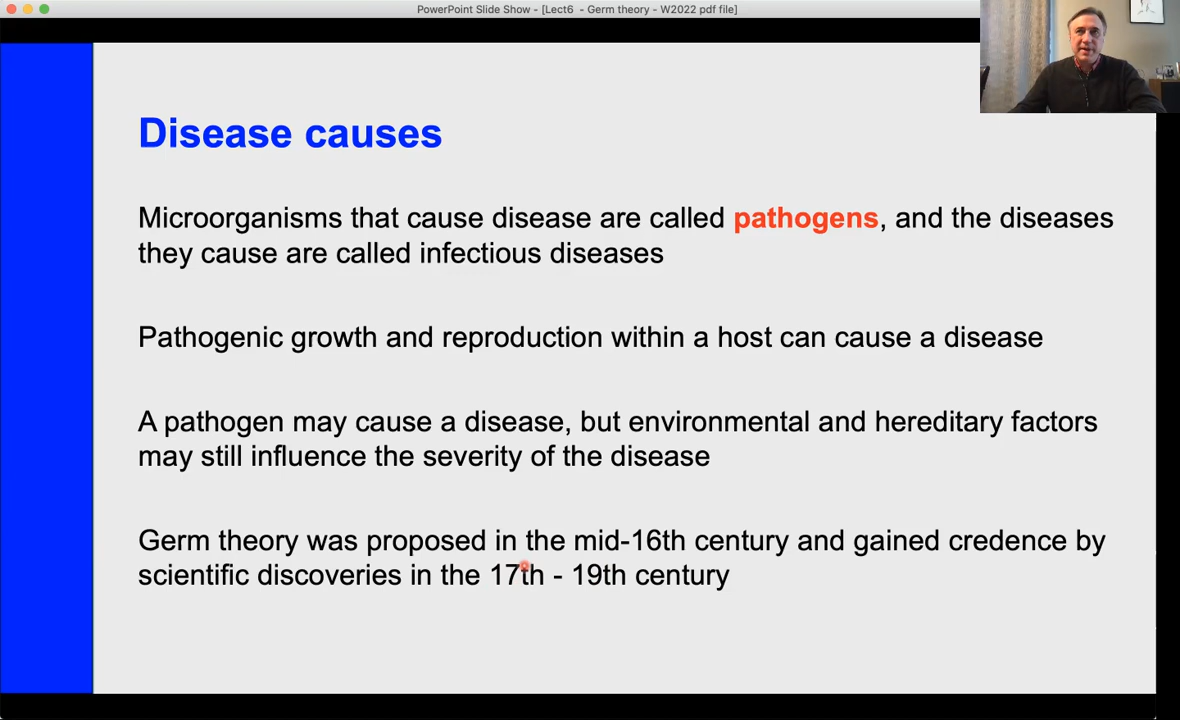 PowerPoint Slide Show - [Lect6  - Germ theory - W2022 pdf file]
Disease causes
Microorganisms that cause disease are called pathogens, and the diseases
they cause are called infectious diseases
Pathogenic growth and reproduction within a host can cause a disease
A pathogen may cause a disease, but environmental and hereditary factors
may still influence the severity of the disease
Germ theory was proposed in the mid-16th century and gained credence by
scientific discoveries in the 17th - 19th century